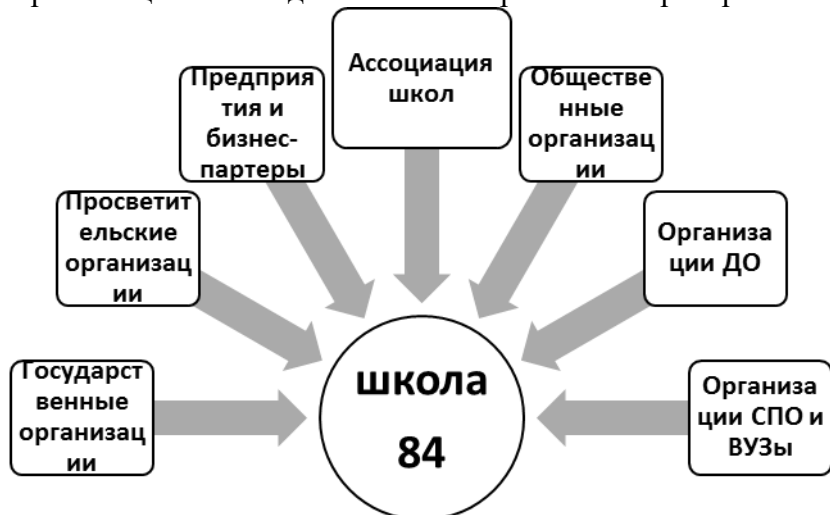 Ассоциация
школ
Предприя
тия и
бизнес-
партеры
Обществе
нные
организац
ии
Просветит
ельские
организац
ии
Организа
ции ДО
Государст
венные
организац
ии
школа
84
Организа
ции СПО и
ВУЗы